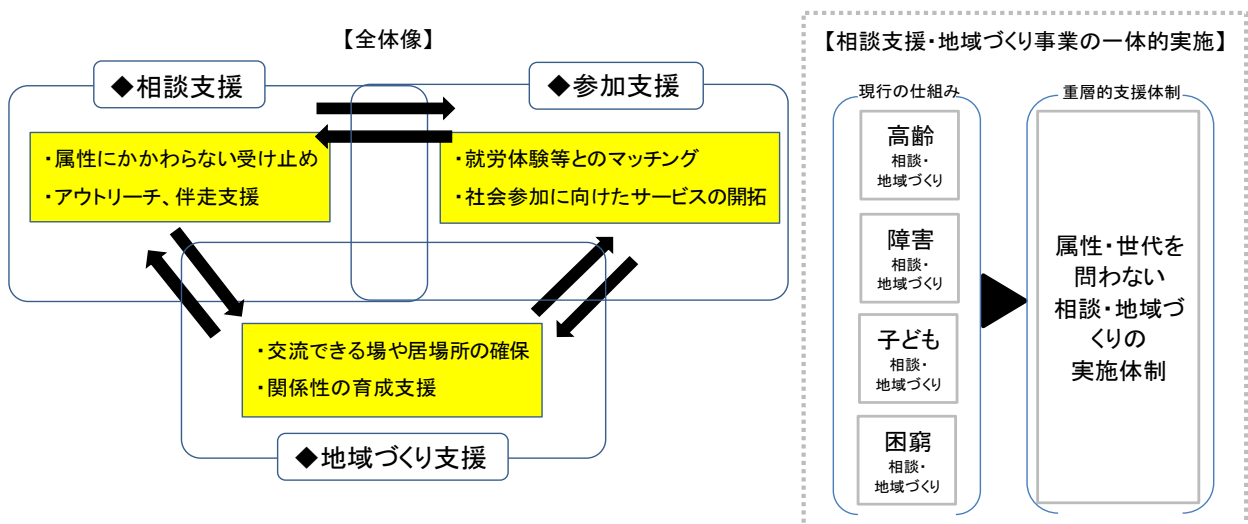 【全体像】
◆相談支援
◆参加支援
・属性にかかわらない受け止め
・アウトリーチ、伴走支援
・就労体験等とのマッチング
・社会参加に向けたサービスの開拓
・交流できる場や居場所の確保
・関係性の育成支援
◆地域づくり支援
【相談支援・地域づくり事業の一体的実施】
現行の仕組み
高齢
相談・
地域づくり
障害
相談・
地域づくり
子ども
相談・
地域づくり
困窮
相談・
地域づくり
重層的支援体制
属性・世代を
問わない
相談・地域づ
くりの
実施体制